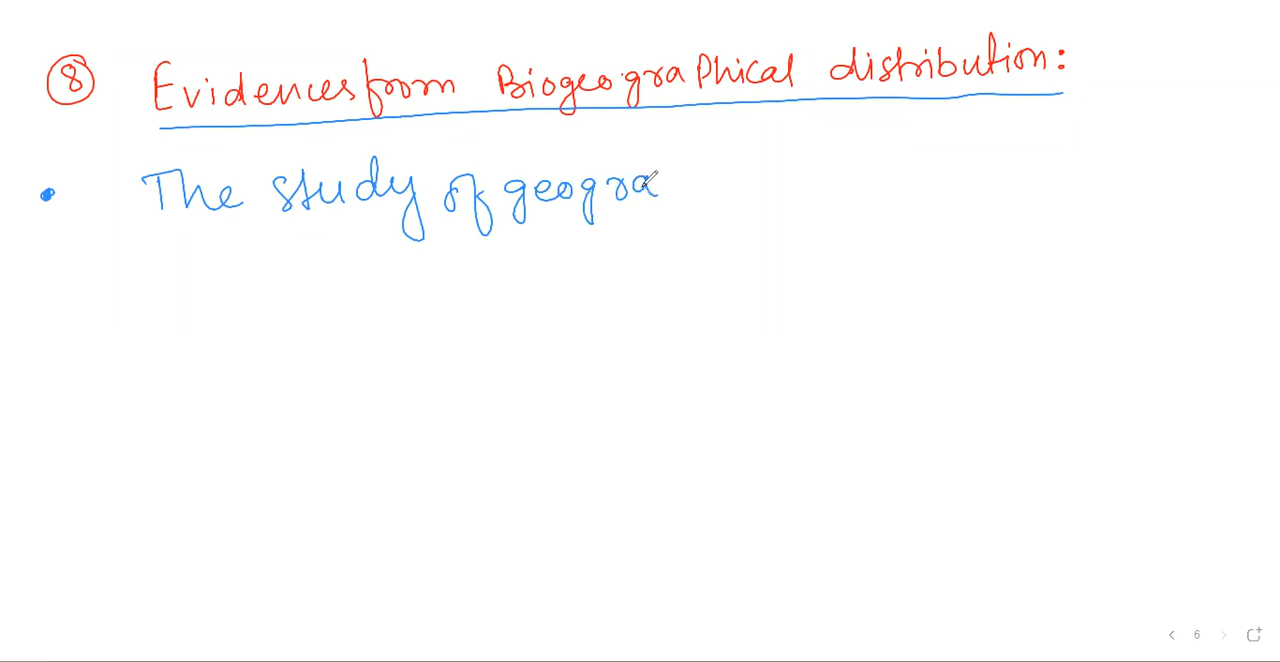 8 Evidences from Biogeographical distribution:
• The study of geogra
6